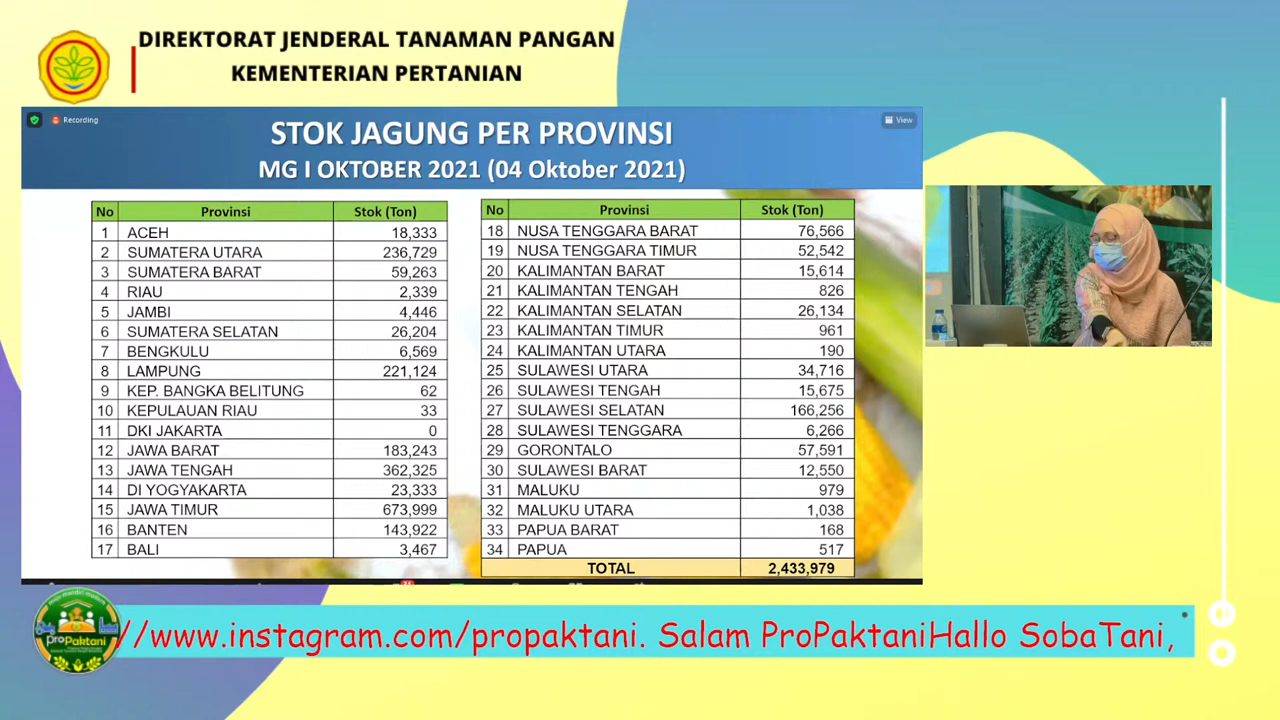 DIREKTORAT JENDERAL TANAMAN PANGAN
KEMENTERIAN PERTANIAN
Recording
View
STOK JAGUNG PER PROVINSI
MG I OKTOBER 2021 (04 Oktober 2021)
No Provinsi Stok (Ton)
1 ACEH 18,333
2 SUMATERA UTARA 236,729
3 SUMATERA BARAT 59,263
4 RIAU 2,339
5 JAMBI 4,446
6 SUMATERA SELATAN 26,204
7 BENGKULU 6,569
8 LAMPUNG 221,124
9 KEP. BANGKA BELITUNG 62
10 KEPULAUAN RIAU 33
11 DKI JAKARTA 0
12 JAWA BARAT 183,243
13 JAWA TENGAH 362,325
14 DI YOGYAKARTA 23,333
15 JAWA TIMUR 673,999
16 BANTEN 143,922
17 BALI 3,467
No Provinsi Stok (Ton)
18 NUSA TENGGARA BARAT 76,566
19 NUSA TENGGARA TIMUR 52,542
20 KALIMANTAN BARAT 15,614
21 KALIMANTAN TENGAH 826
22 KALIMANTAN SELATAN 26,134
23 KALIMANTAN TIMUR 961
24 KALIMANTAN UTARA 190
25 SULAWESI UTARA 34,716
26 SULAWESI TENGAH 15,675
27 SULAWESI SELATAN 166,256
28 SULAWESI TENGGARA 6,266
29 GORONTALO 57,591
30 SULAWESI BARAT 12,550
31 MALUKU 979
32 MALUKU UTARA 1,038
33 PAPUA BARAT 168
34 PAPUA 517
TOTAL 2,433,979
ProPaktani
//www.instagram.com/propaktani. Salam ProPaktaniHallo SobaTani,